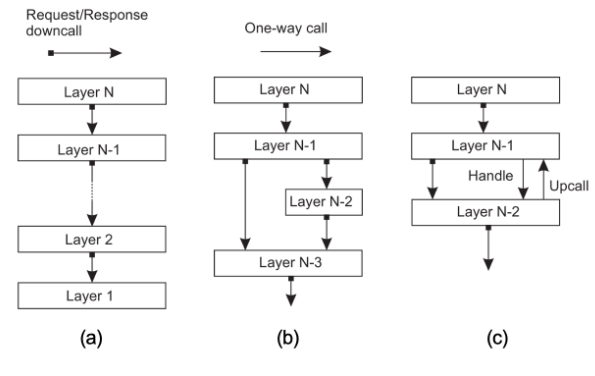 Request/Response
downcall
One-way call
Layer N
Layer N-1
Layer 2
Layer 1
(a)
Layer N
Layer N-1
Layer N-2
Layer N-3
(b)
Layer N
Layer N-1
Handle
Upcall
Layer N-2
(c)